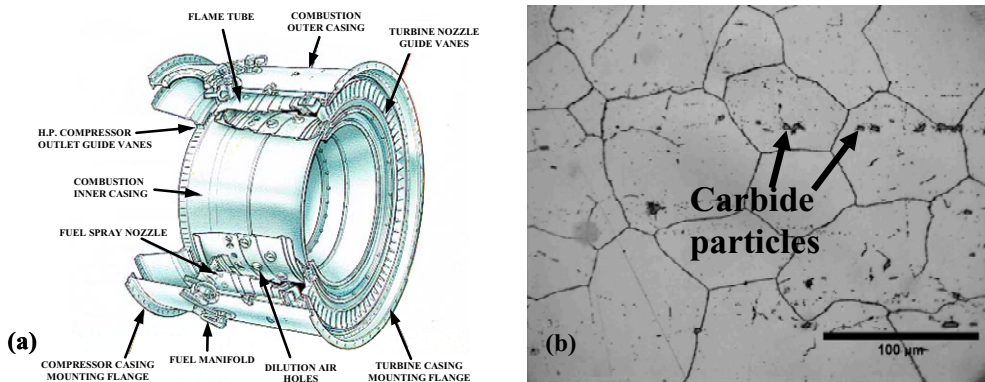 FLAME TUBE
COMBUSTION
OUTER CASING
TURBINE NOZZLE
GUIDE VANES
H.P. COMPRESSOR
OUTLET GUIDE VANES
COMBUSTION
INNER CASING
FUEL SPRAY NOZZLE
(a)
COMPRESSOR CASING
MOUNTING FLANGE
FUEL MANIFOLD
DILUTION AIR
HOLES
TURBINE CASING
MOUNTING FLANGE
Carbide
particles
(b)
100 µm